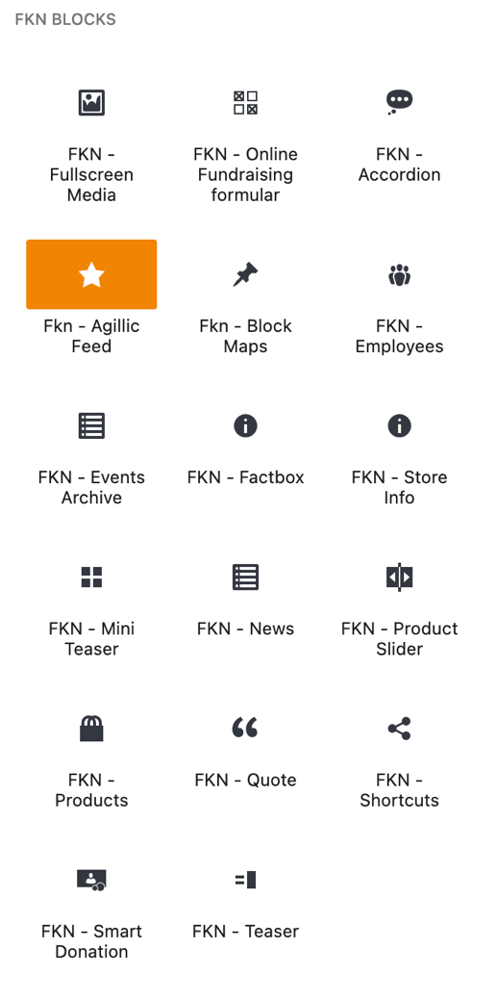 FKN BLOCKS
FKN -
Fullscreen
Media
FKN - Online
Fundraising
formular
FKN -
Accordion
Fkn - Agillic
Feed
Fkn - Block
Maps
FKN -
Employees
FKN - Events
Archive
FKN - Factbox
FKN - Store
Info
FKN - Mini
Teaser
FKN - News
FKN - Product
Slider
FKN -
Products
FKN - Quote
FKN -
Shortcuts
FKN - Smart
Donation
FKN - Teaser